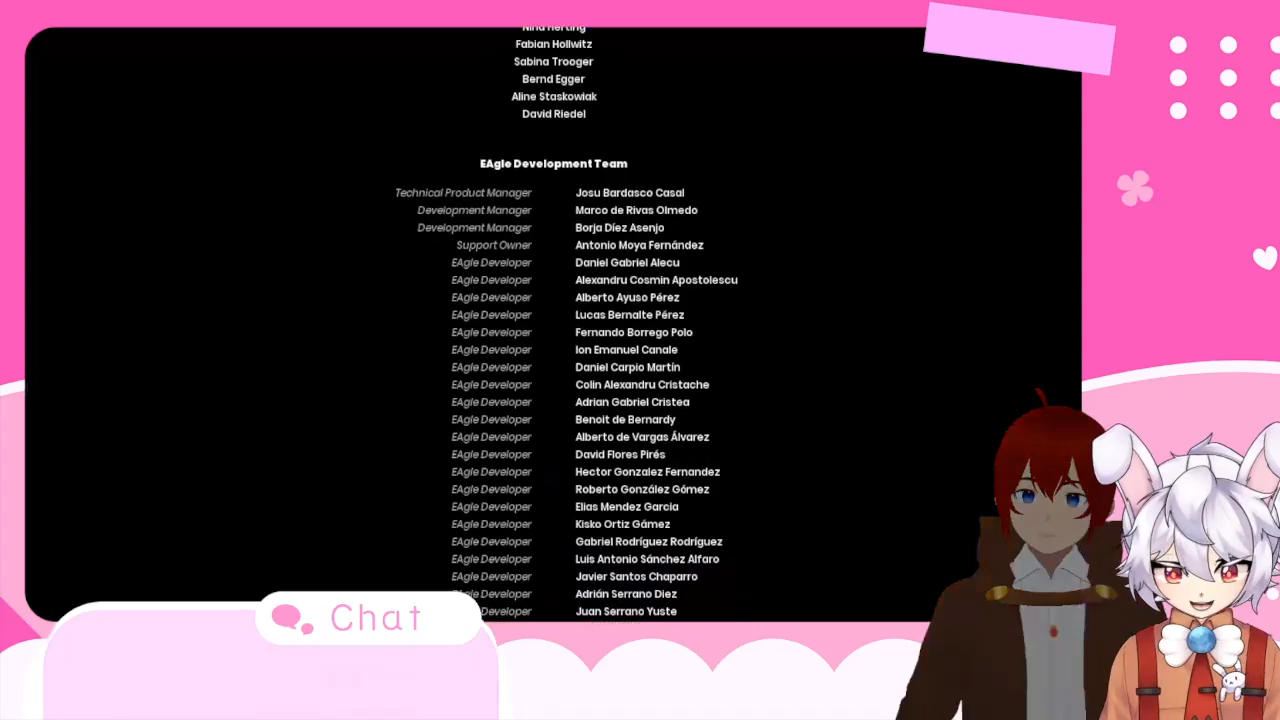 Nina Herting
Fabian Hollwitz
Sabina Trooger
Bernd Egger
Aline Staskowiak
David Riedel
EAgle Development Team
Technical Product Manager Josu Bardasco Casal
Development Manager Marco de Rivas Olmedo
Development Manager Borja Díez Asenjo
Support Owner Antonio Moya Fernández
EAgle Developer Daniel Gabriel Alecu
EAgle Developer Alexandru Cosmin Apostolescu
EAgle Developer Alberto Ayuso Pérez
EAgle Developer Lucas Bernalte Pérez
EAgle Developer Fernando Borrego Polo
EAgle Developer Ion Emanuel Canale
EAgle Developer Daniel Carpio Martín
EAgle Developer Colin Alexandru Cristache
EAgle Developer Adrian Gabriel Cristea
EAgle Developer Benoit de Bernardy
EAgle Developer Alberto de Vargas Álvarez
EAgle Developer David Flores Pirés
EAgle Developer Hector Gonzalez Fernandez
EAgle Developer Roberto González Gómez
EAgle Developer Elias Mendez Garcia
EAgle Developer Kisko Ortiz Gámez
EAgle Developer Gabriel Rodríguez Rodríguez
EAgle Developer Luis Antonio Sánchez Alfaro
EAgle Developer Javier Santos Chaparro
EAgle Developer Adrián Serrano Diez
Developer Juan Serrano Yuste
Chat